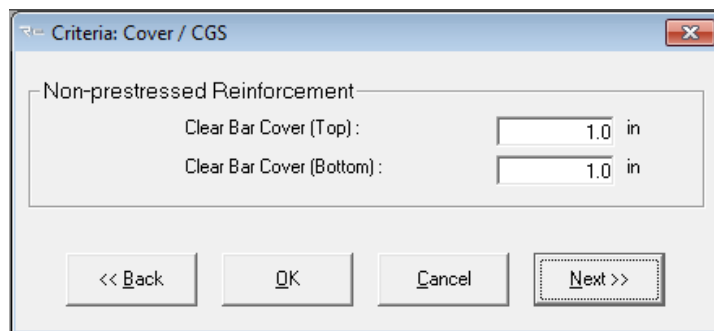 Criteria: Cover / CGS
Non-prestressed Reinforcement
Clear Bar Cover (Top) : 1.0 in
Clear Bar Cover (Bottom) : 1.0 in
<< Back OK Cancel Next >>